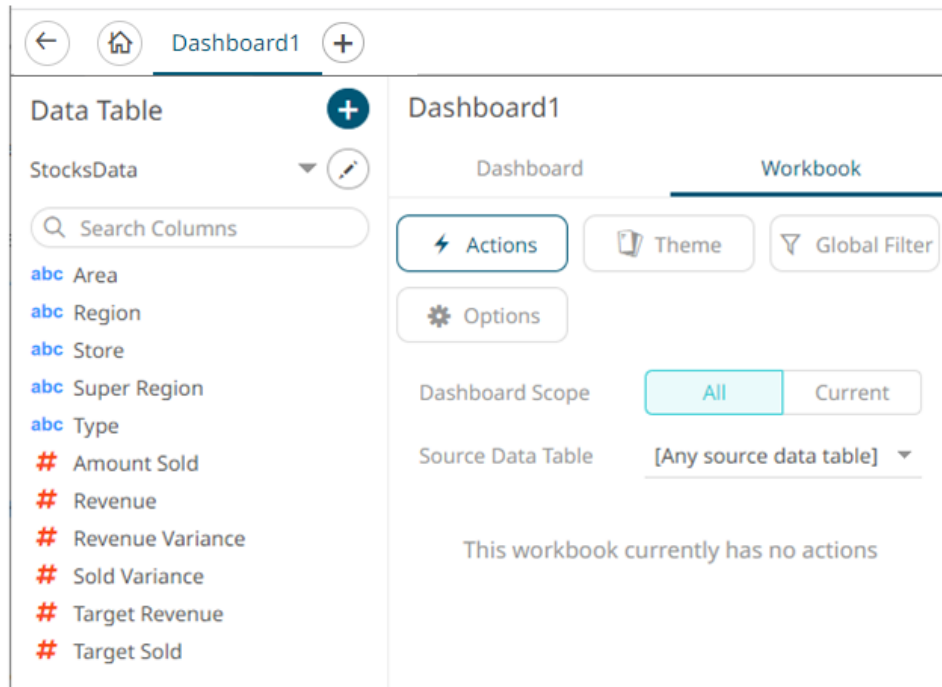 Dashboard1
Data Table
StocksData
Search Columns
abc Area
abc Region
abc Store
abc Super Region
abc Type
# Amount Sold
# Revenue
# Revenue Variance
# Sold Variance
# Target Revenue
# Target Sold
Dashboard1
Dashboard Workbook
Actions Theme Global Filter
Options
Dashboard Scope All Current
Source Data Table [Any source data table]
This workbook currently has no actions